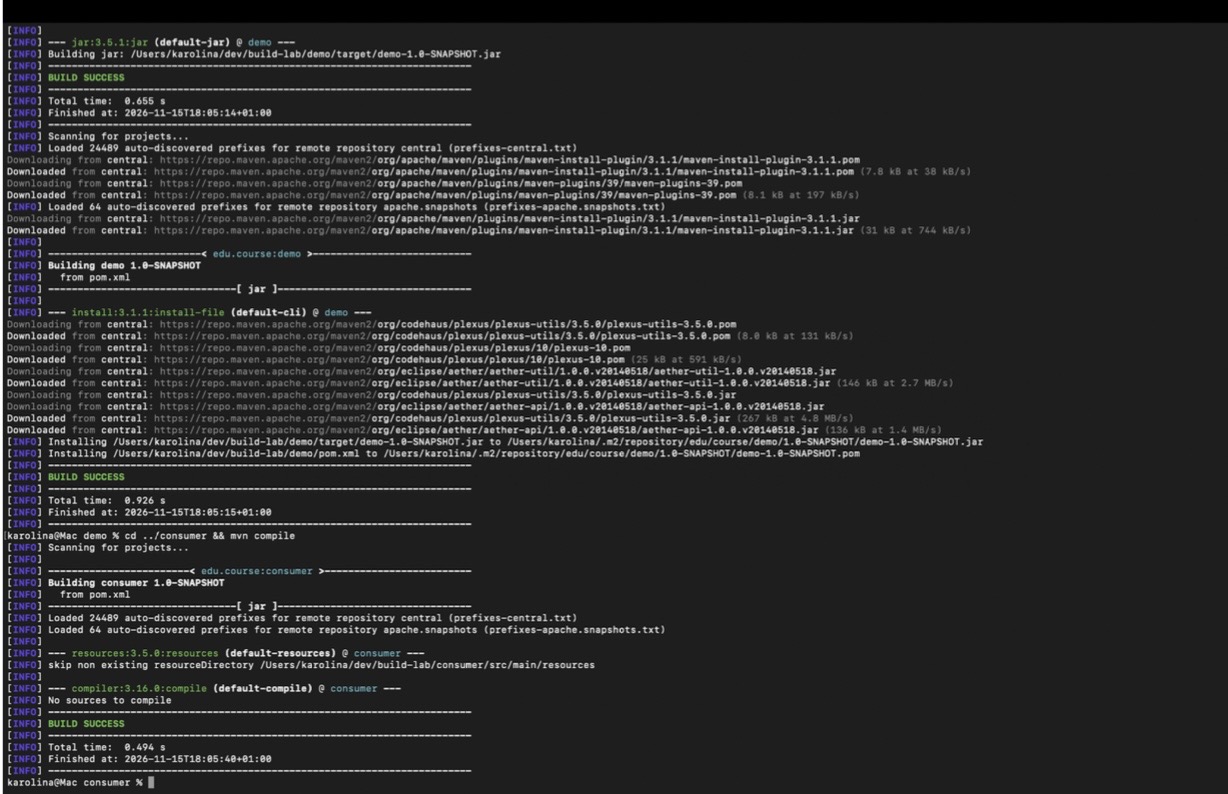 [INFO]
[INFO] --- jar:3.5.1:jar (default-jar) @ demo ---
[INFO] Building jar: /Users/karolina/dev/build-lab/demo/target/demo-1.0-SNAPSHOT.jar
[INFO] ------------------------------------------------------------------------
[INFO] BUILD SUCCESS
[INFO] ------------------------------------------------------------------------
[INFO] Total time:  0.655 s
[INFO] Finished at: 2026-11-15T18:05:14+01:00
[INFO] ------------------------------------------------------------------------
[INFO] Scanning for projects...
[INFO] Loaded 24489 auto-discovered prefixes for remote repository central (prefixes-central.txt)
Downloading from central: https://repo.maven.apache.org/maven2/org/apache/maven/plugins/maven-install-plugin/3.1.1/maven-install-plugin-3.1.1.pom
Downloaded from central: https://repo.maven.apache.org/maven2/org/apache/maven/plugins/maven-install-plugin/3.1.1/maven-install-plugin-3.1.1.pom (7.8 kB at 38 kB/s)
Downloading from central: https://repo.maven.apache.org/maven2/org/apache/maven/plugins/maven-plugins/39/maven-plugins-39.pom
Downloaded from central: https://repo.maven.apache.org/maven2/org/apache/maven/plugins/maven-plugins/39/maven-plugins-39.pom (8.1 kB at 197 kB/s)
[INFO] Loaded 64 auto-discovered prefixes for remote repository apache.snapshots (prefixes-apache.snapshots.txt)
Downloading from central: https://repo.maven.apache.org/maven2/org/apache/maven/plugins/maven-install-plugin/3.1.1/maven-install-plugin-3.1.1.jar
Downloaded from central: https://repo.maven.apache.org/maven2/org/apache/maven/plugins/maven-install-plugin/3.1.1/maven-install-plugin-3.1.1.jar (31 kB at 744 kB/s)
[INFO]
[INFO] --------------------------< edu.course:demo >---------------------------
[INFO] Building demo 1.0-SNAPSHOT
[INFO]   from pom.xml
[INFO] --------------------------------[ jar ]---------------------------------
[INFO]
[INFO] --- install:3.1.1:install-file (default-cli) @ demo ---
Downloading from central: https://repo.maven.apache.org/maven2/org/codehaus/plexus/plexus-utils/3.5.0/plexus-utils-3.5.0.pom
Downloaded from central: https://repo.maven.apache.org/maven2/org/codehaus/plexus/plexus-utils/3.5.0/plexus-utils-3.5.0.pom (8.0 kB at 131 kB/s)
Downloading from central: https://repo.maven.apache.org/maven2/org/codehaus/plexus/plexus/10/plexus-10.pom
Downloaded from central: https://repo.maven.apache.org/maven2/org/codehaus/plexus/plexus/10/plexus-10.pom (25 kB at 591 kB/s)
Downloading from central: https://repo.maven.apache.org/maven2/org/eclipse/aether/aether-util/1.0.0.v20140518/aether-util-1.0.0.v20140518.jar
Downloaded from central: https://repo.maven.apache.org/maven2/org/eclipse/aether/aether-util/1.0.0.v20140518/aether-util-1.0.0.v20140518.jar (146 kB at 2.7 MB/s)
Downloading from central: https://repo.maven.apache.org/maven2/org/codehaus/plexus/plexus-utils/3.5.0/plexus-utils-3.5.0.jar
Downloading from central: https://repo.maven.apache.org/maven2/org/eclipse/aether/aether-api/1.0.0.v20140518/aether-api-1.0.0.v20140518.jar
Downloaded from central: https://repo.maven.apache.org/maven2/org/codehaus/plexus/plexus-utils/3.5.0/plexus-utils-3.5.0.jar (267 kB at 4.8 MB/s)
Downloaded from central: https://repo.maven.apache.org/maven2/org/eclipse/aether/aether-api/1.0.0.v20140518/aether-api-1.0.0.v20140518.jar (136 kB at 1.4 MB/s)
[INFO] Installing /Users/karolina/dev/build-lab/demo/target/demo-1.0-SNAPSHOT.jar to /Users/karolina/.m2/repository/edu/course/demo/1.0-SNAPSHOT/demo-1.0-SNAPSHOT.jar
[INFO] Installing /Users/karolina/dev/build-lab/demo/pom.xml to /Users/karolina/.m2/repository/edu/course/demo/1.0-SNAPSHOT/demo-1.0-SNAPSHOT.pom
[INFO] ------------------------------------------------------------------------
[INFO] BUILD SUCCESS
[INFO] ------------------------------------------------------------------------
[INFO] Total time:  0.926 s
[INFO] Finished at: 2026-11-15T18:05:15+01:00
[INFO] ------------------------------------------------------------------------
karolina@Mac demo % cd ../consumer && mvn compile
[INFO] Scanning for projects...
[INFO]
[INFO] ------------------------< edu.course:consumer >-------------------------
[INFO] Building consumer 1.0-SNAPSHOT
[INFO]   from pom.xml
[INFO] --------------------------------[ jar ]---------------------------------
[INFO] Loaded 24489 auto-discovered prefixes for remote repository central (prefixes-central.txt)
[INFO] Loaded 64 auto-discovered prefixes for remote repository apache.snapshots (prefixes-apache.snapshots.txt)
[INFO]
[INFO] --- resources:3.5.0:resources (default-resources) @ consumer ---
[INFO] skip non existing resourceDirectory /Users/karolina/dev/build-lab/consumer/src/main/resources
[INFO]
[INFO] --- compiler:3.16.0:compile (default-compile) @ consumer ---
[INFO] No sources to compile
[INFO] ------------------------------------------------------------------------
[INFO] BUILD SUCCESS
[INFO] ------------------------------------------------------------------------
[INFO] Total time:  0.494 s
[INFO] Finished at: 2026-11-15T18:05:40+01:00
[INFO] ------------------------------------------------------------------------
karolina@Mac consumer %